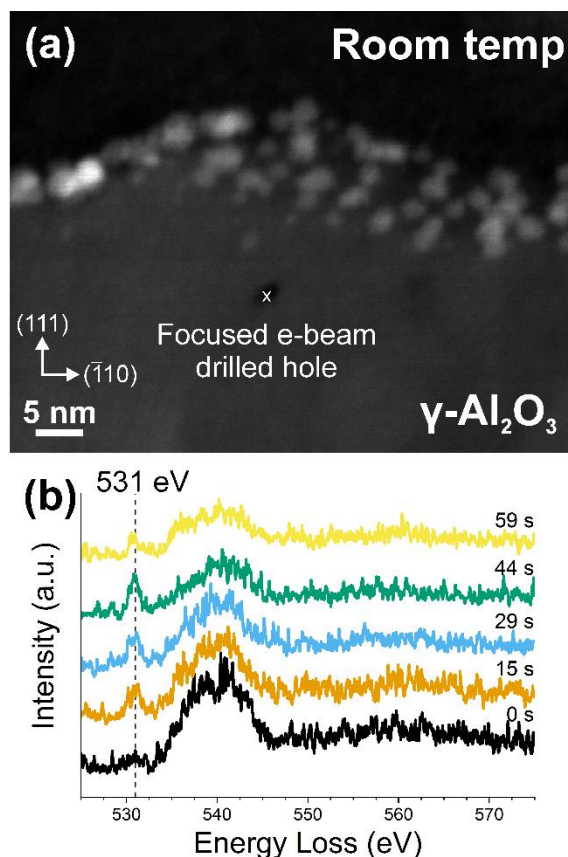 (a)
Room temp
x
Focused e-beam
drilled hole
(111)
(1̅10)
5 nm
γ-Al₂O₃
(b)
531 eV
59 s
44 s
29 s
15 s
0 s
Intensity (a.u.)
530
540
550
560
570
Energy Loss (eV)